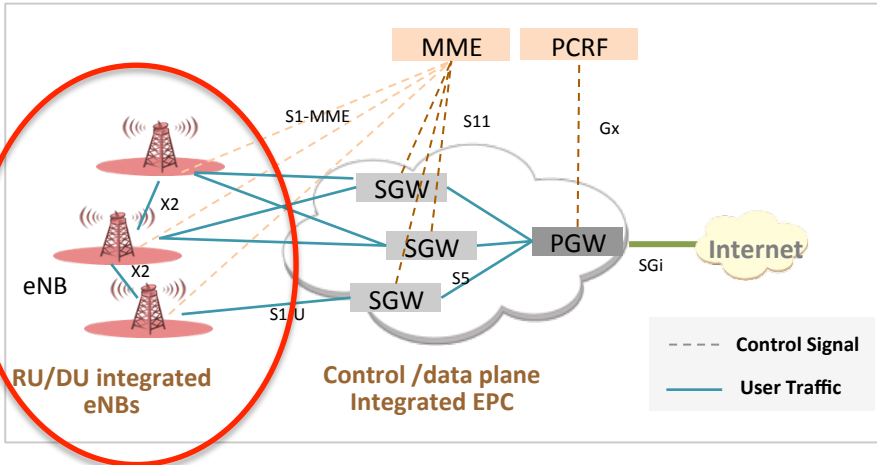 MME
PCRF
S1-MME
S11
Gx
SGW
X2
SGW
PGW
Internet
eNB
X2
SGW
S5
SGi
S1-U
RU/DU integrated
eNBs
Control /data plane
Integrated EPC
Control Signal
User Traffic